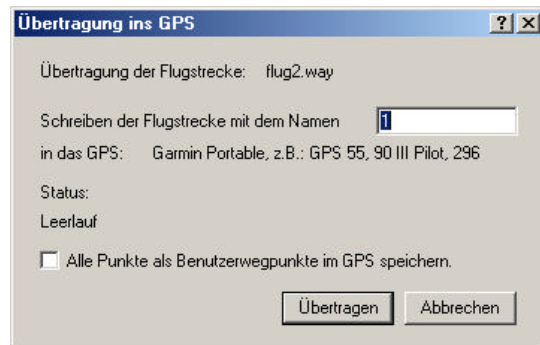 Übertragung ins GPS
Übertragung der Flugstrecke: flug2.way
Schreiben der Flugstrecke mit dem Namen 1
in das GPS: Garmin Portable, z.B.: GPS 55, 90 III Pilot, 296
Status:
Leerlauf
Alle Punkte als Benutzerwegpunkte im GPS speichern.
Übertragen Abbrechen